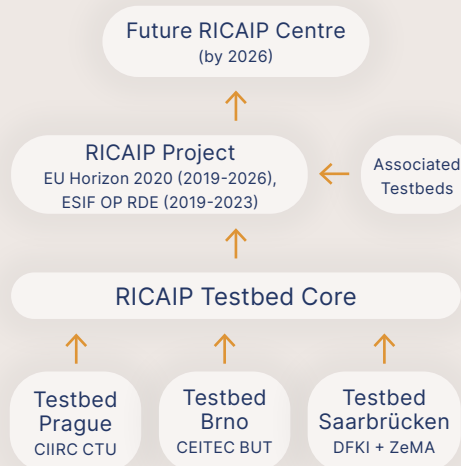 Future RICAIP Centre
(by 2026)
RICAIP Project
EU Horizon 2020 (2019-2026),
ESIF OP RDE (2019-2023)
Associated
Testbeds
RICAIP Testbed Core
Testbed
Prague
CIIRC CTU
Testbed
Brno
CEITEC BUT
Testbed
Saarbrücken
DFKI + ZeMA